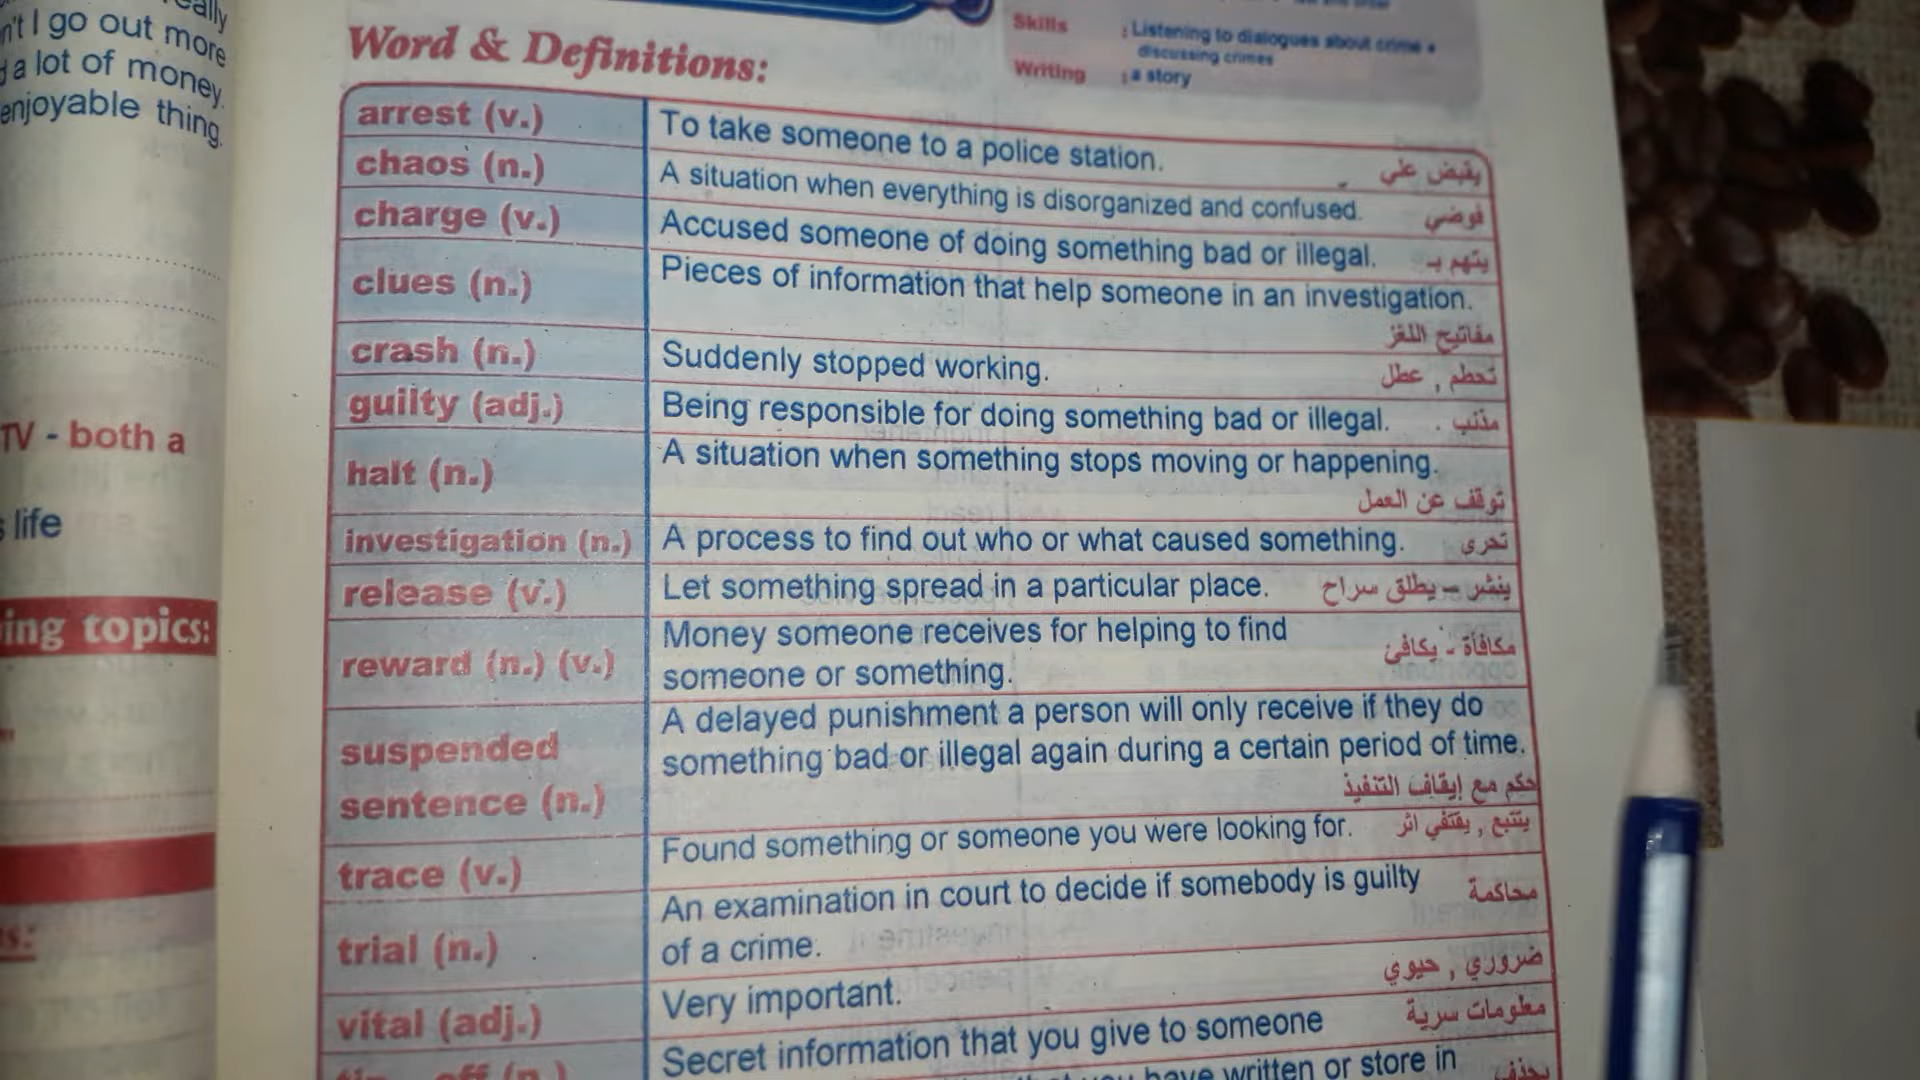 n't I go out more
a lot of money.
enjoyable thing.
TV - both a
life
ing topics:
Word & Definitions:
Skills : Listening to dialogues about crime •
discussing crimes
Writing : a story
arrest (v.) To take someone to a police station. يقبض علي
chaos (n.) A situation when everything is disorganized and confused. فوضي
charge (v.) Accused someone of doing something bad or illegal. يتهم بـ
clues (n.) Pieces of information that help someone in an investigation.
مفاتيح اللغز
crash (n.) Suddenly stopped working. تحطم , عطل
guilty (adj.) Being responsible for doing something bad or illegal. مذنب
halt (n.) A situation when something stops moving or happening.
توقف عن العمل
investigation (n.) A process to find out who or what caused something. تحرى
release (v.) Let something spread in a particular place. ينشر – يطلق سراح
reward (n.) (v.) Money someone receives for helping to find مكافأة - يكافئ
someone or something.
suspended
sentence (n.)
A delayed punishment a person will only receive if they do
something bad or illegal again during a certain period of time.
حكم مع إيقاف التنفيذ
trace (v.) Found something or someone you were looking for. يتتبع , يقتفي اثر
trial (n.) An examination in court to decide if somebody is guilty محاكمة
of a crime.
vital (adj.) Very important. ضروري , حيوي
Secret information that you give to someone معلومات سرية
have written or store in يحذف